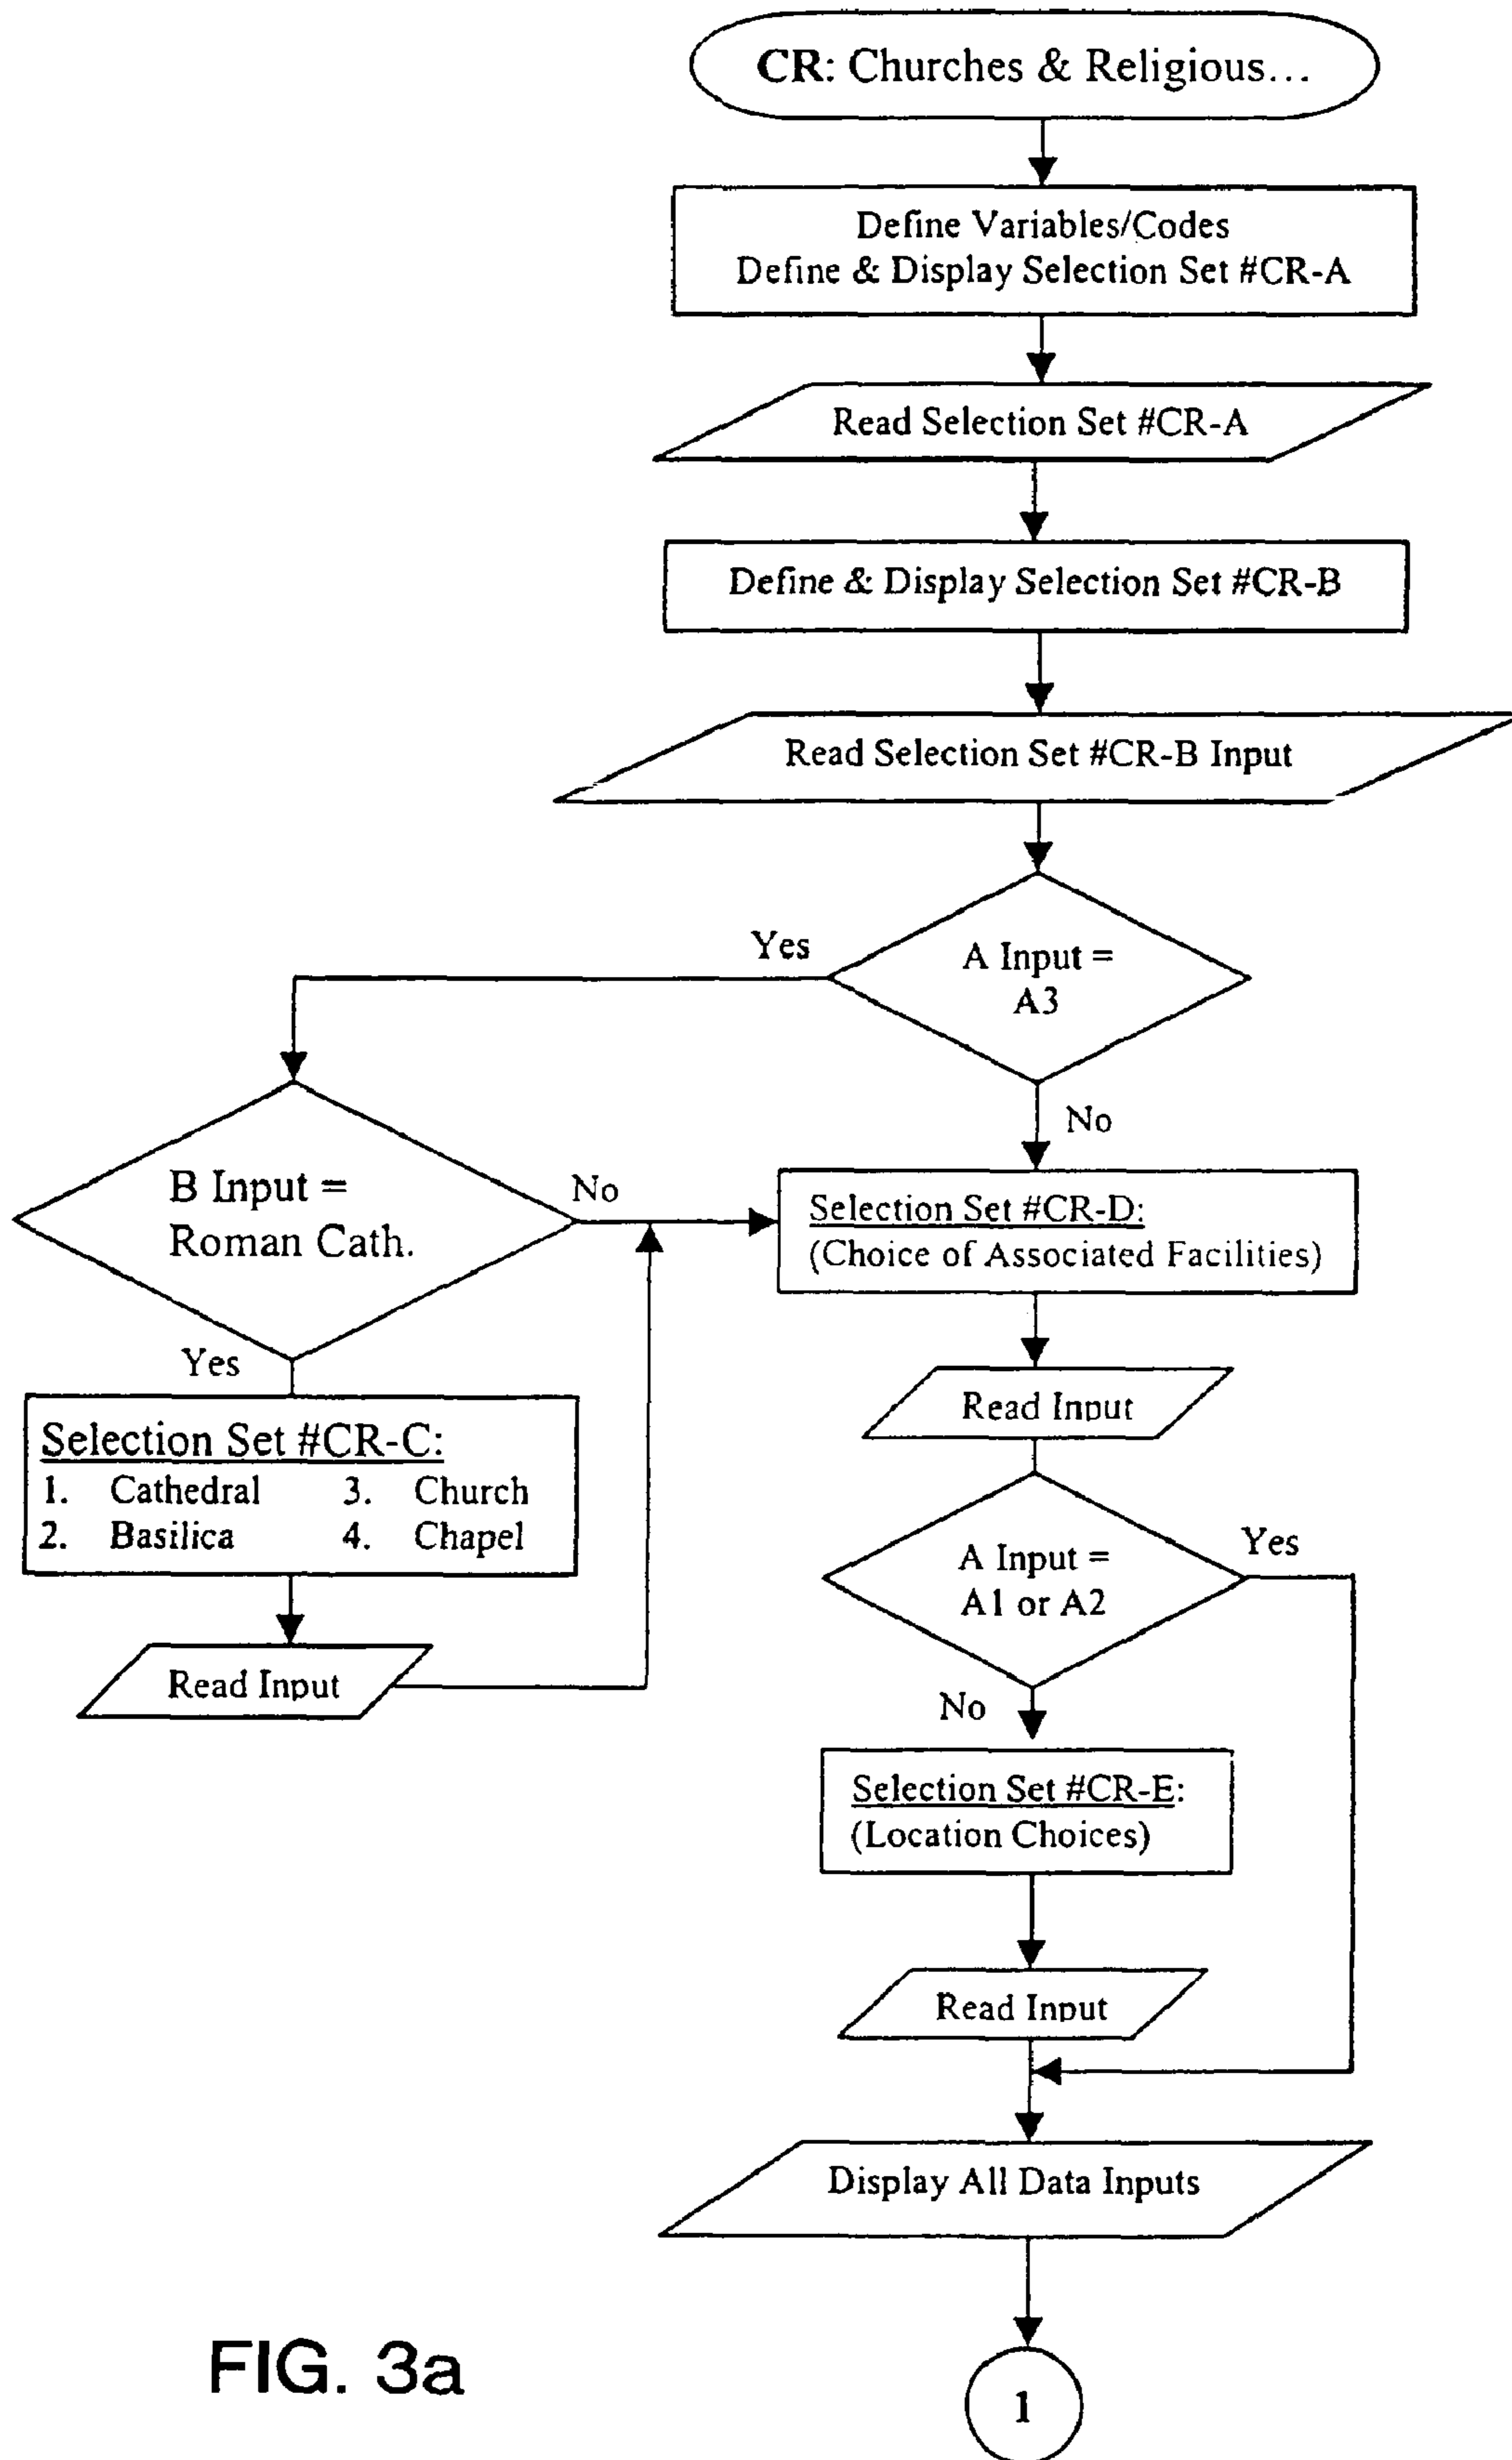 CR: Churches & Religious...
Define Variables/Codes
Define & Display Selection Set #CR-A
Read Selection Set #CR-A
Define & Display Selection Set #CR-B
Read Selection Set #CR-B Input
A Input =
A3
Yes
No
B Input =
Roman Cath.
No
Yes
Selection Set #CR-C:
1. Cathedral 3. Church
2. Basilica 4. Chapel
Read Input
Selection Set #CR-D:
(Choice of Associated Facilities)
Read Input
A Input =
A1 or A2
Yes
No
Selection Set #CR-E:
(Location Choices)
Read Input
Display All Data Inputs
1
FIG. 3a